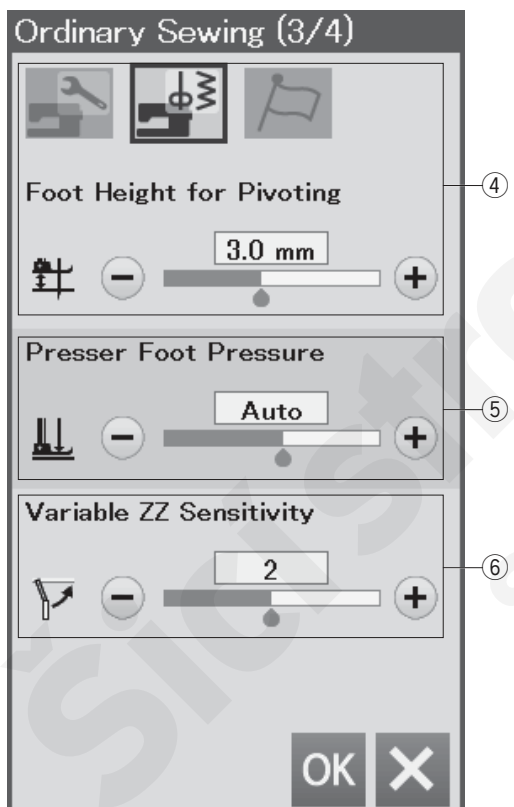 Ordinary Sewing (3/4)
Foot Height for Pivoting
④
3.0 mm
Presser Foot Pressure
Auto
⑤
Variable ZZ Sensitivity
2
⑥
OK